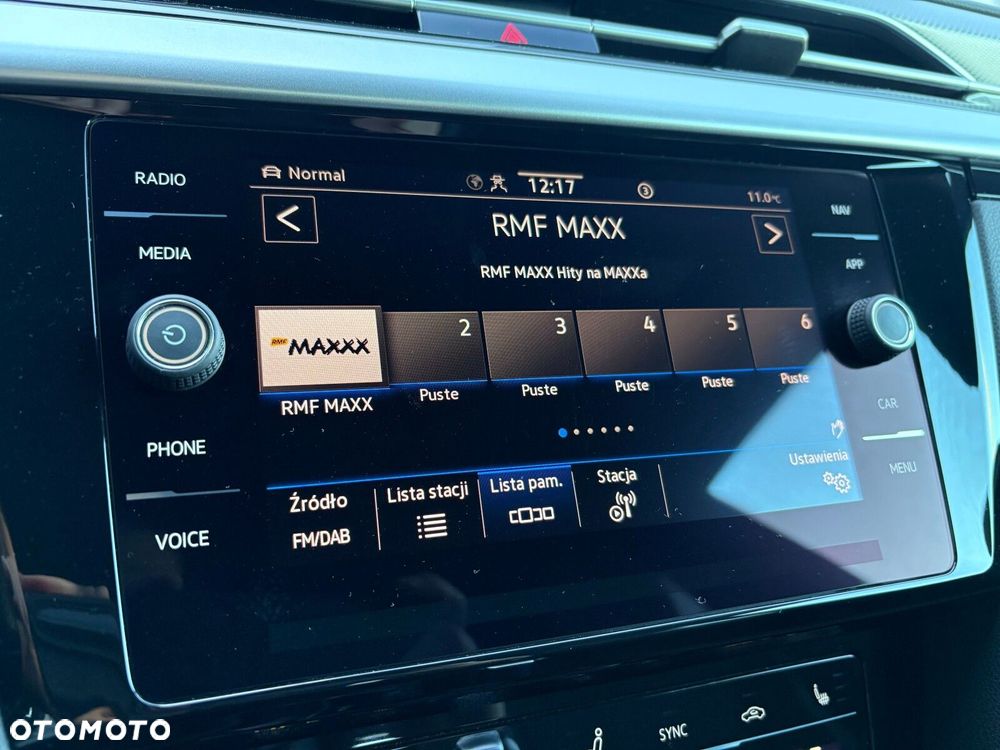 RADIO
MEDIA
PHONE
VOICE
Normal
12:17
3
11.0°C
RMF MAXX
RMF MAXX Hity na MAXXa
RMF MAXXX
2
3
4
5
6
RMF MAXX
Puste
Puste
Puste
Puste
Puste
Źródło
FM/DAB
Lista stacji
Lista pam.
Stacja
Ustawienia
NAV
APP
CAR
MENU
SYNC
OTOMOTO